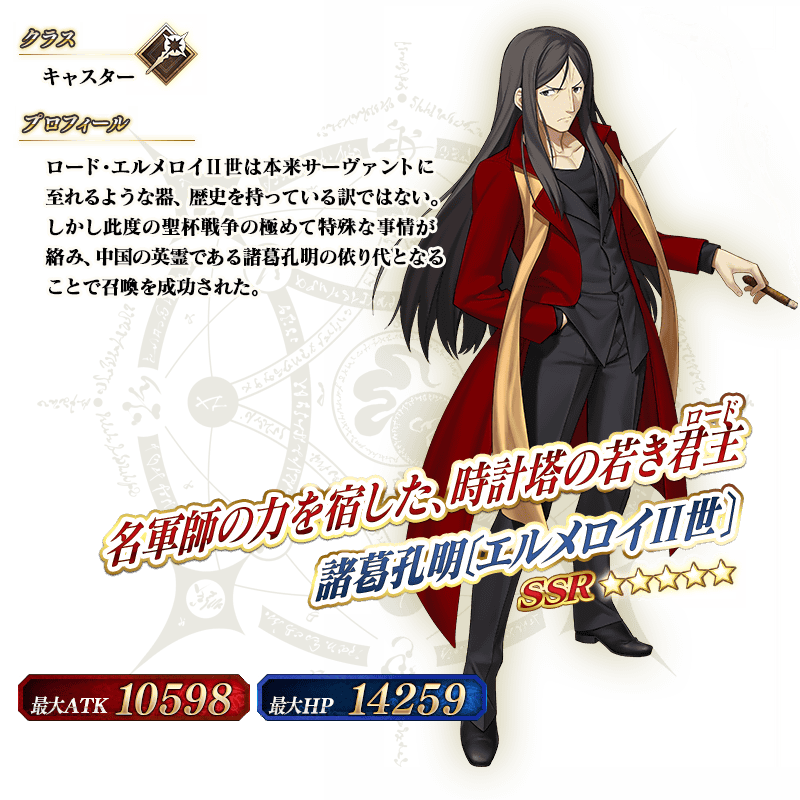 クラス
キャスター
プロフィール
ロード・エルメロイⅡ世は本来サーヴァントに
至れるような器、歴史を持っている訳ではない。
しかし此度の聖杯戦争の極めて特殊な事情が
絡み、中国の英霊である諸葛孔明の依り代となる
ことで召喚を成功された。
ロード
名軍師の力を宿した、時計塔の若き君主
諸葛孔明〔エルメロイⅡ世〕
SSR ☆☆☆☆☆
最大ATK 10598
最大HP 14259